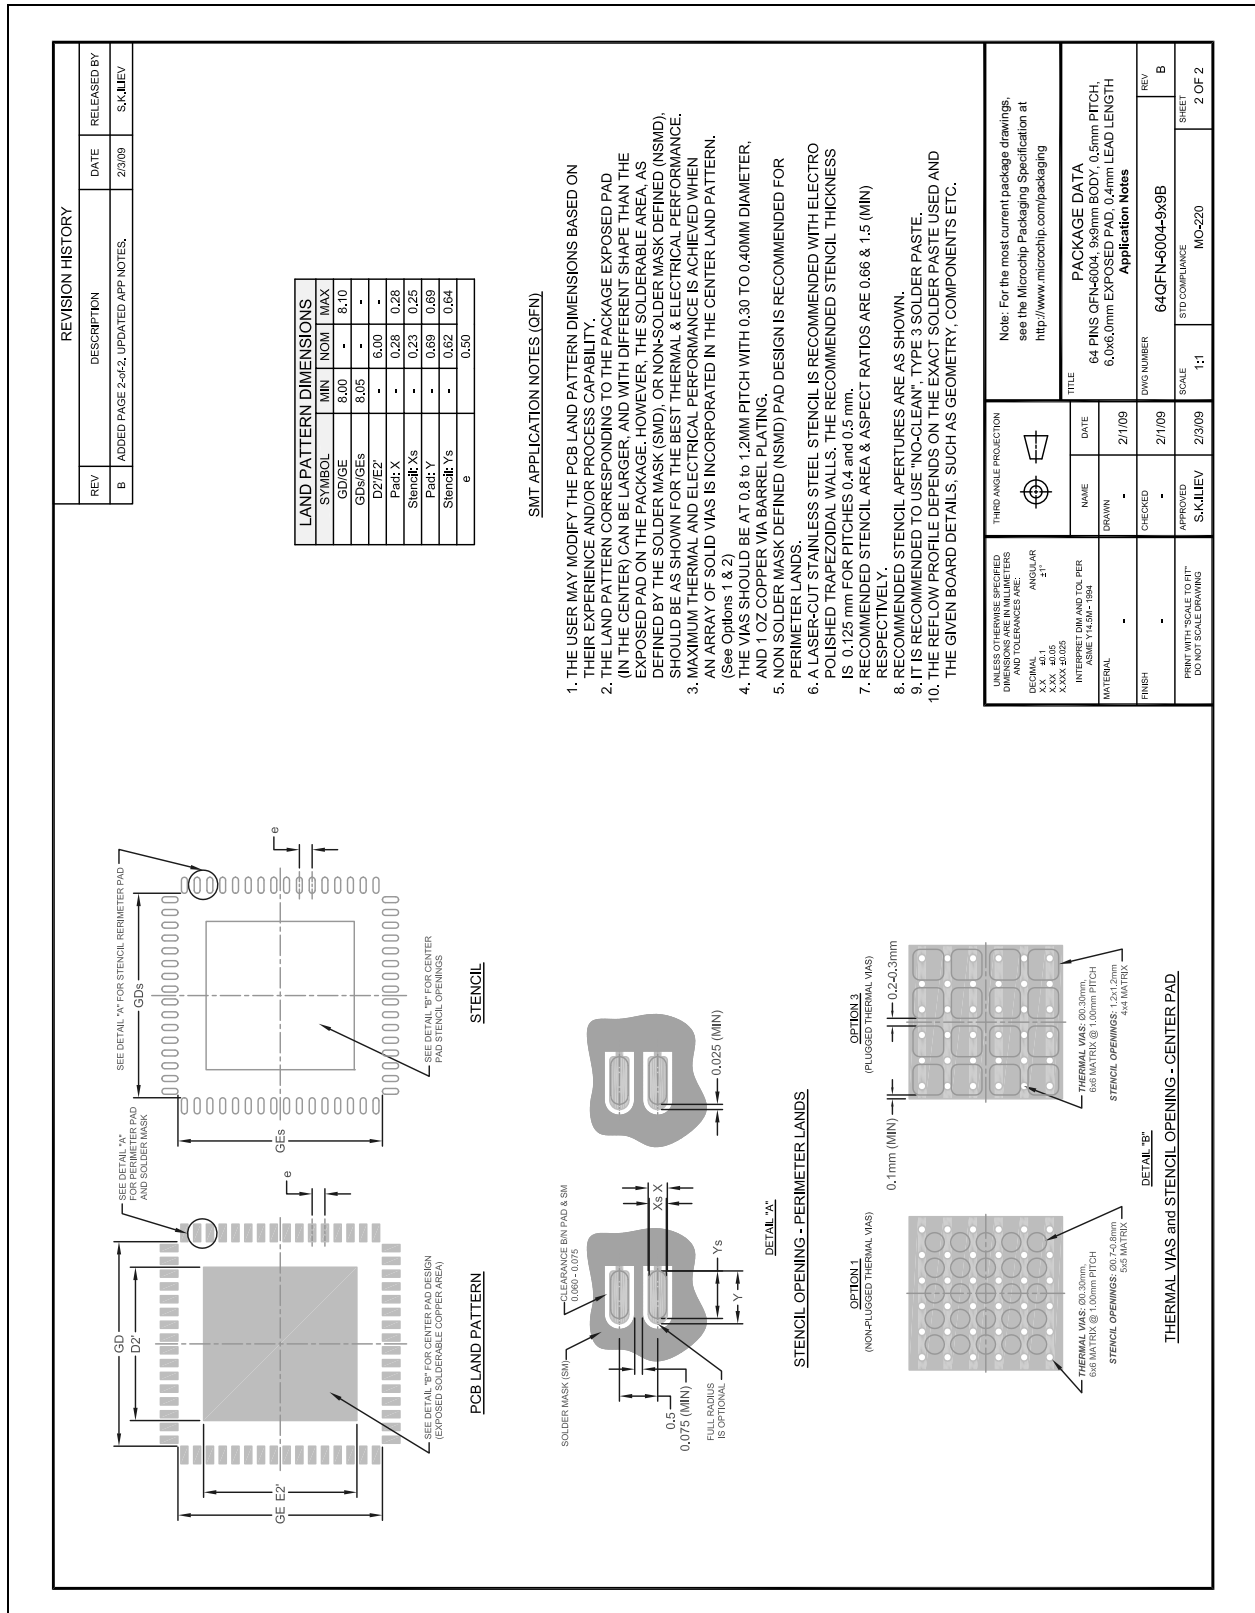 REVISION HISTORY
REV DESCRIPTION DATE RELEASED BY
B ADDED PAGE 2-of-2, UPDATED APP NOTES, 2/3/09 S.K.ILIEV
SEE DETAIL "A"
FOR PERIMETER PAD
AND SOLDER MASK
GD
D2'
e
GE E2'
SEE DETAIL "B" FOR CENTER PAD DESIGN
(EXPOSED SOLDERABLE COPPER AREA)
PCB LAND PATTERN
SEE DETAIL "A" FOR STENCIL RERIMETER PAD
GDs
e
GEs
SEE DETAIL "B" FOR CENTER
PAD STENCIL OPENINGS
STENCIL
LAND PATTERN DIMENSIONS
SYMBOL MIN NOM MAX
GD/GE 8.00 - 8.10
GDs/GEs 8.05 - -
D2'/E2' - 6.00 -
Pad: X - 0.28 0.28
Stencil: Xs - 0.23 0.25
Pad: Y - 0.69 0.69
Stencil: Ys - 0.62 0.64
e 0.50
SMT APPLICATION NOTES (QFN)
1. THE USER MAY MODIFY THE PCB LAND PATTERN DIMENSIONS BASED ON
THEIR EXPERIENCE AND/OR PROCESS CAPABILITY.
2. THE LAND PATTERN CORRESPONDING TO THE PACKAGE EXPOSED PAD
(IN THE CENTER) CAN BE LARGER, AND WITH DIFFERENT SHAPE THAN THE
EXPOSED PAD ON THE PACKAGE. HOWEVER, THE SOLDERABLE AREA, AS
DEFINED BY THE SOLDER MASK (SMD), OR NON-SOLDER MASK DEFINED (NSMD),
SHOULD BE AS SHOWN FOR THE BEST THERMAL & ELECTRICAL PERFORMANCE.
3. MAXIMUM THERMAL AND ELECTRICAL PERFORMANCE IS ACHIEVED WHEN
AN ARRAY OF SOLID VIAS IS INCORPORATED IN THE CENTER LAND PATTERN.
(See Options 1 & 2)
4. THE VIAS SHOULD BE AT 0.8 to 1.2MM PITCH WITH 0.30 TO 0.40MM DIAMETER,
AND 1 OZ COPPER VIA BARREL PLATING.
5. NON SOLDER MASK DEFINED (NSMD) PAD DESIGN IS RECOMMENDED FOR
PERIMETER LANDS.
6. A LASER-CUT STAINLESS STEEL STENCIL IS RECOMMENDED WITH ELECTRO
POLISHED TRAPEZOIDAL WALLS. THE RECOMMENDED STENCIL THICKNESS
IS 0.125 mm FOR PITCHES 0.4 and 0.5 mm.
7. RECOMMENDED STENCIL AREA & ASPECT RATIOS ARE 0.66 & 1.5 (MIN)
RESPECTIVELY.
8. RECOMMENDED STENCIL APERTURES ARE AS SHOWN.
9. IT IS RECOMMENDED TO USE "NO-CLEAN", TYPE 3 SOLDER PASTE.
10. THE REFLOW PROFILE DEPENDS ON THE EXACT SOLDER PASTE USED AND
THE GIVEN BOARD DETAILS, SUCH AS GEOMETRY, COMPONENTS ETC.
SOLDER MASK (SM)
CLEARANCE B/N PAD & SM
0.060 - 0.075
0.5
0.075 (MIN)
Xs X
Ys
Y
FULL RADIUS
IS OPTIONAL
0.025 (MIN)
DETAIL "A"
STENCIL OPENING - PERIMETER LANDS
OPTION 1
(NON-PLUGGED THERMAL VIAS)
THERMAL VIAS: Ø0.30mm,
6x6 MATRIX @ 1.00mm PITCH
STENCIL OPENINGS: Ø0.7-0.8mm
5x5 MATRIX
OPTION 3
(PLUGGED THERMAL VIAS)
0.1mm (MIN)
0.2-0.3mm
THERMAL VIAS: Ø0.30mm,
6x6 MATRIX @ 1.00mm PITCH
STENCIL OPENINGS: 1.2x1.2mm
4x4 MATRIX
DETAIL "B"
THERMAL VIAS and STENCIL OPENING - CENTER PAD
UNLESS OTHERWISE SPECIFIED
DIMENSIONS ARE IN MILLIMETERS
AND TOLERANCES ARE:
DECIMAL ANGULAR
X.X ±0.1 ±1°
X.XX ±0.05
X.XXX ±0.025
INTERPRET DIM AND TOL PER
ASME Y14.5M - 1994
MATERIAL
-
FINISH
-
PRINT WITH "SCALE TO FIT"
DO NOT SCALE DRAWING
THIRD ANGLE PROJECTION
NAME DATE
DRAWN
- 2/1/09
CHECKED
- 2/1/09
APPROVED
S.K.ILIEV 2/3/09
Note: For the most current package drawings,
see the Microchip Packaging Specification at
http://www.microchip.com/packaging
TITLE
PACKAGE DATA
64 PINS QFN-6004, 9x9mm BODY, 0.5mm PITCH,
6.0x6.0mm EXPOSED PAD, 0.4mm LEAD LENGTH
Application Notes
DWG NUMBER
64QFN-6004-9x9B
REV
B
SCALE
1:1
STD COMPLIANCE
MO-220
SHEET
2 OF 2